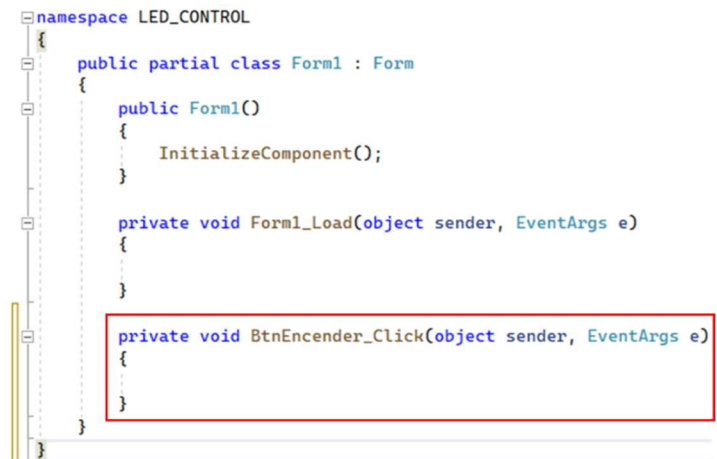 namespace LED_CONTROL
{
public partial class Form1 : Form
{
public Form1()
{
InitializeComponent();
}
private void Form1_Load(object sender, EventArgs e)
{
}
private void BtnEncender_Click(object sender, EventArgs e)
{
}
}
}